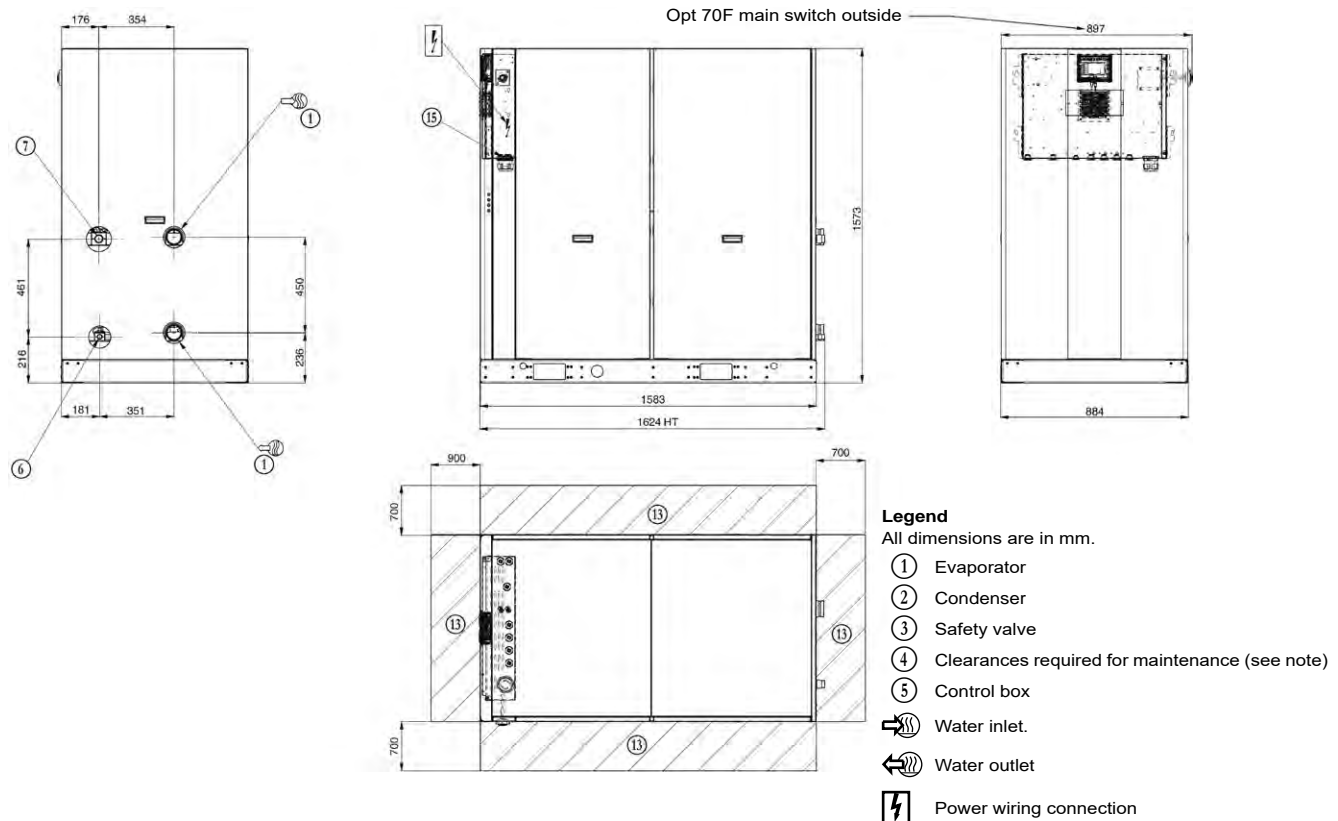 Opt 70F main switch outside
176
354
897
1
7
15
1573
461
450
216
236
181
351
6
1
1583
1624 HT
884
900
700
700
13
13
13
700
13
Legend
All dimensions are in mm.
1 Evaporator
2 Condenser
3 Safety valve
4 Clearances required for maintenance (see note)
5 Control box
Water inlet.
Water outlet
Power wiring connection